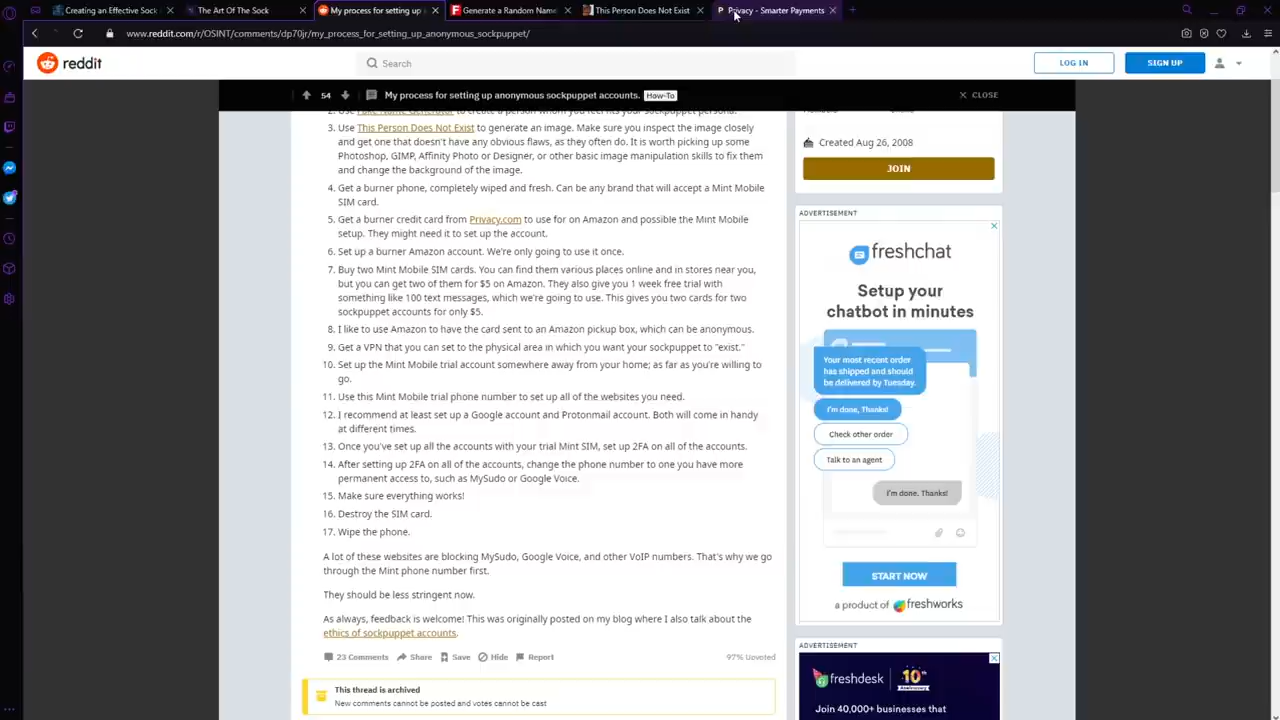 Creating an Effective Sock
The Art Of The Sock
My process for setting up
Generate a Random Name
This Person Does Not Exist
Privacy - Smarter Payments
www.reddit.com/r/OSINT/comments/dp70jr/my_process_for_setting_up_anonymous_sockpuppet/
reddit
Search
LOG IN
SIGN UP
54
My process for setting up anonymous sockpuppet accounts.
How-To
CLOSE
2. Use Fake Name Generator to create a person whom you feel fits your sockpuppet persona.
3. Use This Person Does Not Exist to generate an image. Make sure you inspect the image closely
and get one that doesn't have any obvious flaws, as they often do. It is worth picking up some
Photoshop, GIMP, Affinity Photo or Designer, or other basic image manipulation skills to fix them
and change the background of the image.
4. Get a burner phone, completely wiped and fresh. Can be any brand that will accept a Mint Mobile
SIM card.
5. Get a burner credit card from Privacy.com to use for on Amazon and possible the Mint Mobile
setup. They might need it to set up the account.
6. Set up a burner Amazon account. We're only going to use it once.
7. Buy two Mint Mobile SIM cards. You can find them various places online and in stores near you,
but you can get two of them for $5 on Amazon. They also give you 1 week free trial with
something like 100 text messages, which we're going to use. This gives you two cards for two
sockpuppet accounts for only $5.
8. I like to use Amazon to have the card sent to an Amazon pickup box, which can be anonymous.
9. Get a VPN that you can set to the physical area in which you want your sockpuppet to "exist."
10. Set up the Mint Mobile trial account somewhere away from your home; as far as you're willing to
go.
11. Use this Mint Mobile trial phone number to set up all of the websites you need.
12. I recommend at least set up a Google account and Protonmail account. Both will come in handy
at different times.
13. Once you've set up all the accounts with your trial Mint SIM, set up 2FA on all of the accounts.
14. After setting up 2FA on all of the accounts, change the phone number to one you have more
permanent access to, such as MySudo or Google Voice.
15. Make sure everything works!
16. Destroy the SIM card.
17. Wipe the phone.
A lot of these websites are blocking MySudo, Google Voice, and other VoIP numbers. That's why we go
through the Mint phone number first.
They should be less stringent now.
As always, feedback is welcome! This was originally posted on my blog where I also talk about the
ethics of sockpuppet accounts.
23 Comments
Share
Save
Hide
Report
97% Upvoted
This thread is archived
New comments cannot be posted and votes cannot be cast
Created Aug 26, 2008
JOIN
ADVERTISEMENT
freshchat
Setup your
chatbot in minutes
Your most recent order
has shipped and should
be delivered by Tuesday.
I'm done, Thanks!
Check other order
Talk to an agent
I'm done. Thanks!
START NOW
a product of freshworks
ADVERTISEMENT
freshdesk
10th
Anniversary
Join 40,000+ businesses that